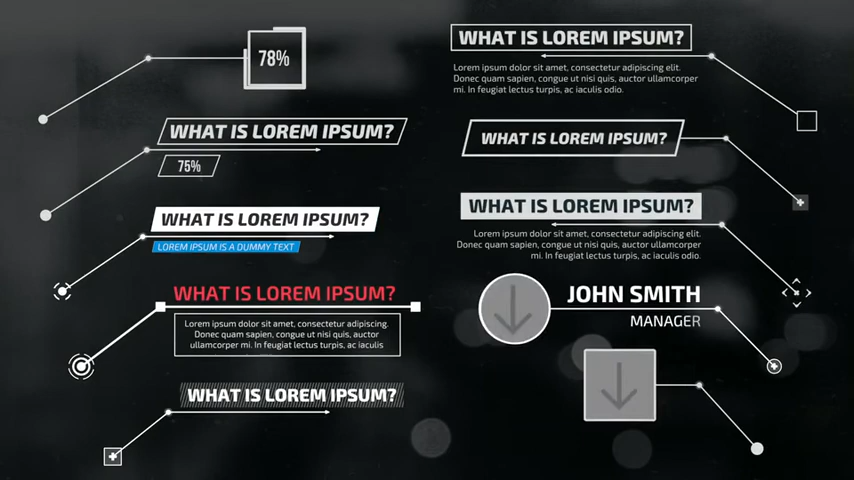 78%
WHAT IS LOREM IPSUM?
75%
WHAT IS LOREM IPSUM?
LOREM IPSUM IS A DUMMY TEXT
WHAT IS LOREM IPSUM?
Lorem ipsum dolor sit amet, consectetur adipiscing.
Donec quam sapien, congue ut nisi quis, auctor
ullamcorper mi. In feugiat lectus iaculis
WHAT IS LOREM IPSUM?
WHAT IS LOREM IPSUM?
Lorem ipsum dolor sit amet, consectetur adipiscing elit.
Donec quam sapien, congue ut nisi quis, auctor ullamcorper
mi. In feugiat lectus turpis, ac iaculis odio.
WHAT IS LOREM IPSUM?
WHAT IS LOREM IPSUM?
Lorem ipsum dolor sit amet, consectetur adipiscing elit.
Donec quam sapien, congue ut nisi quis, auctor ullamcorper
mi. In feugiat lectus turpis, ac iaculis odio.
JOHN SMITH
MANAGER